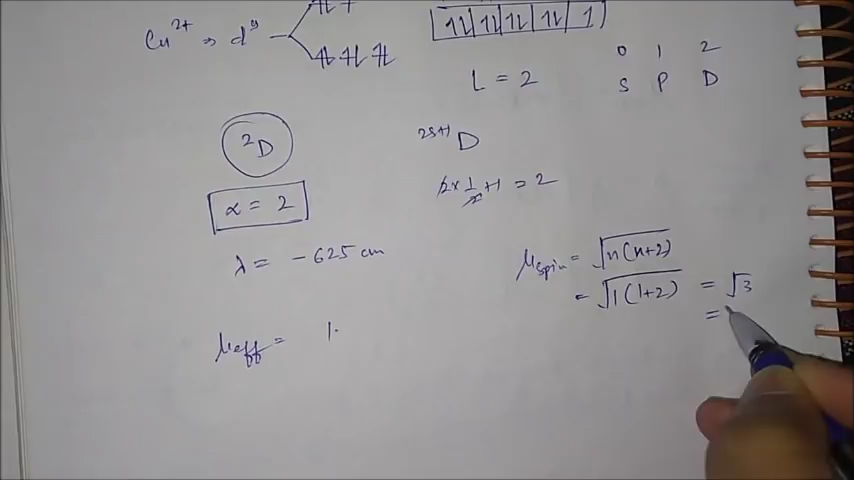 Cu²⁺ ⇒ d⁹
1L 1L 1L 1L 1
L = 2
0 1 2
S P D
²D
²ˢ⁺¹D
2x 1/2 +1 = 2
α = 2
λ = -625 cm
μspin = √n(n+2)
= √1(1+2) = √3
=
μeff = 1.